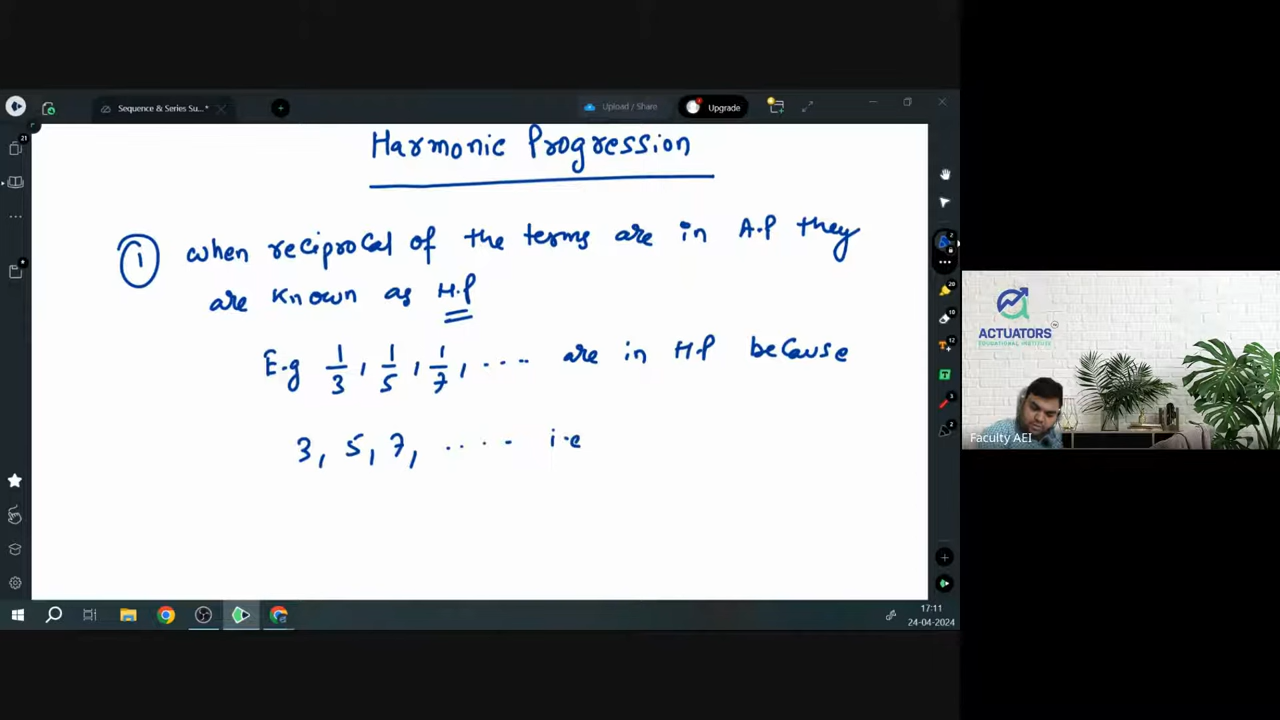 Sequence & Series Su...*
Upload / Share
Upgrade
Harmonic Progression
① when reciprocal of the terms are in A.P they
are known as H.P
E.g 1/3, 1/5, 1/7, .... are in H.P because
3, 5, 7, ..... i.e
ACTUATORS
EDUCATIONAL INSTITUTE
Faculty AEI
17:11
24-04-2024